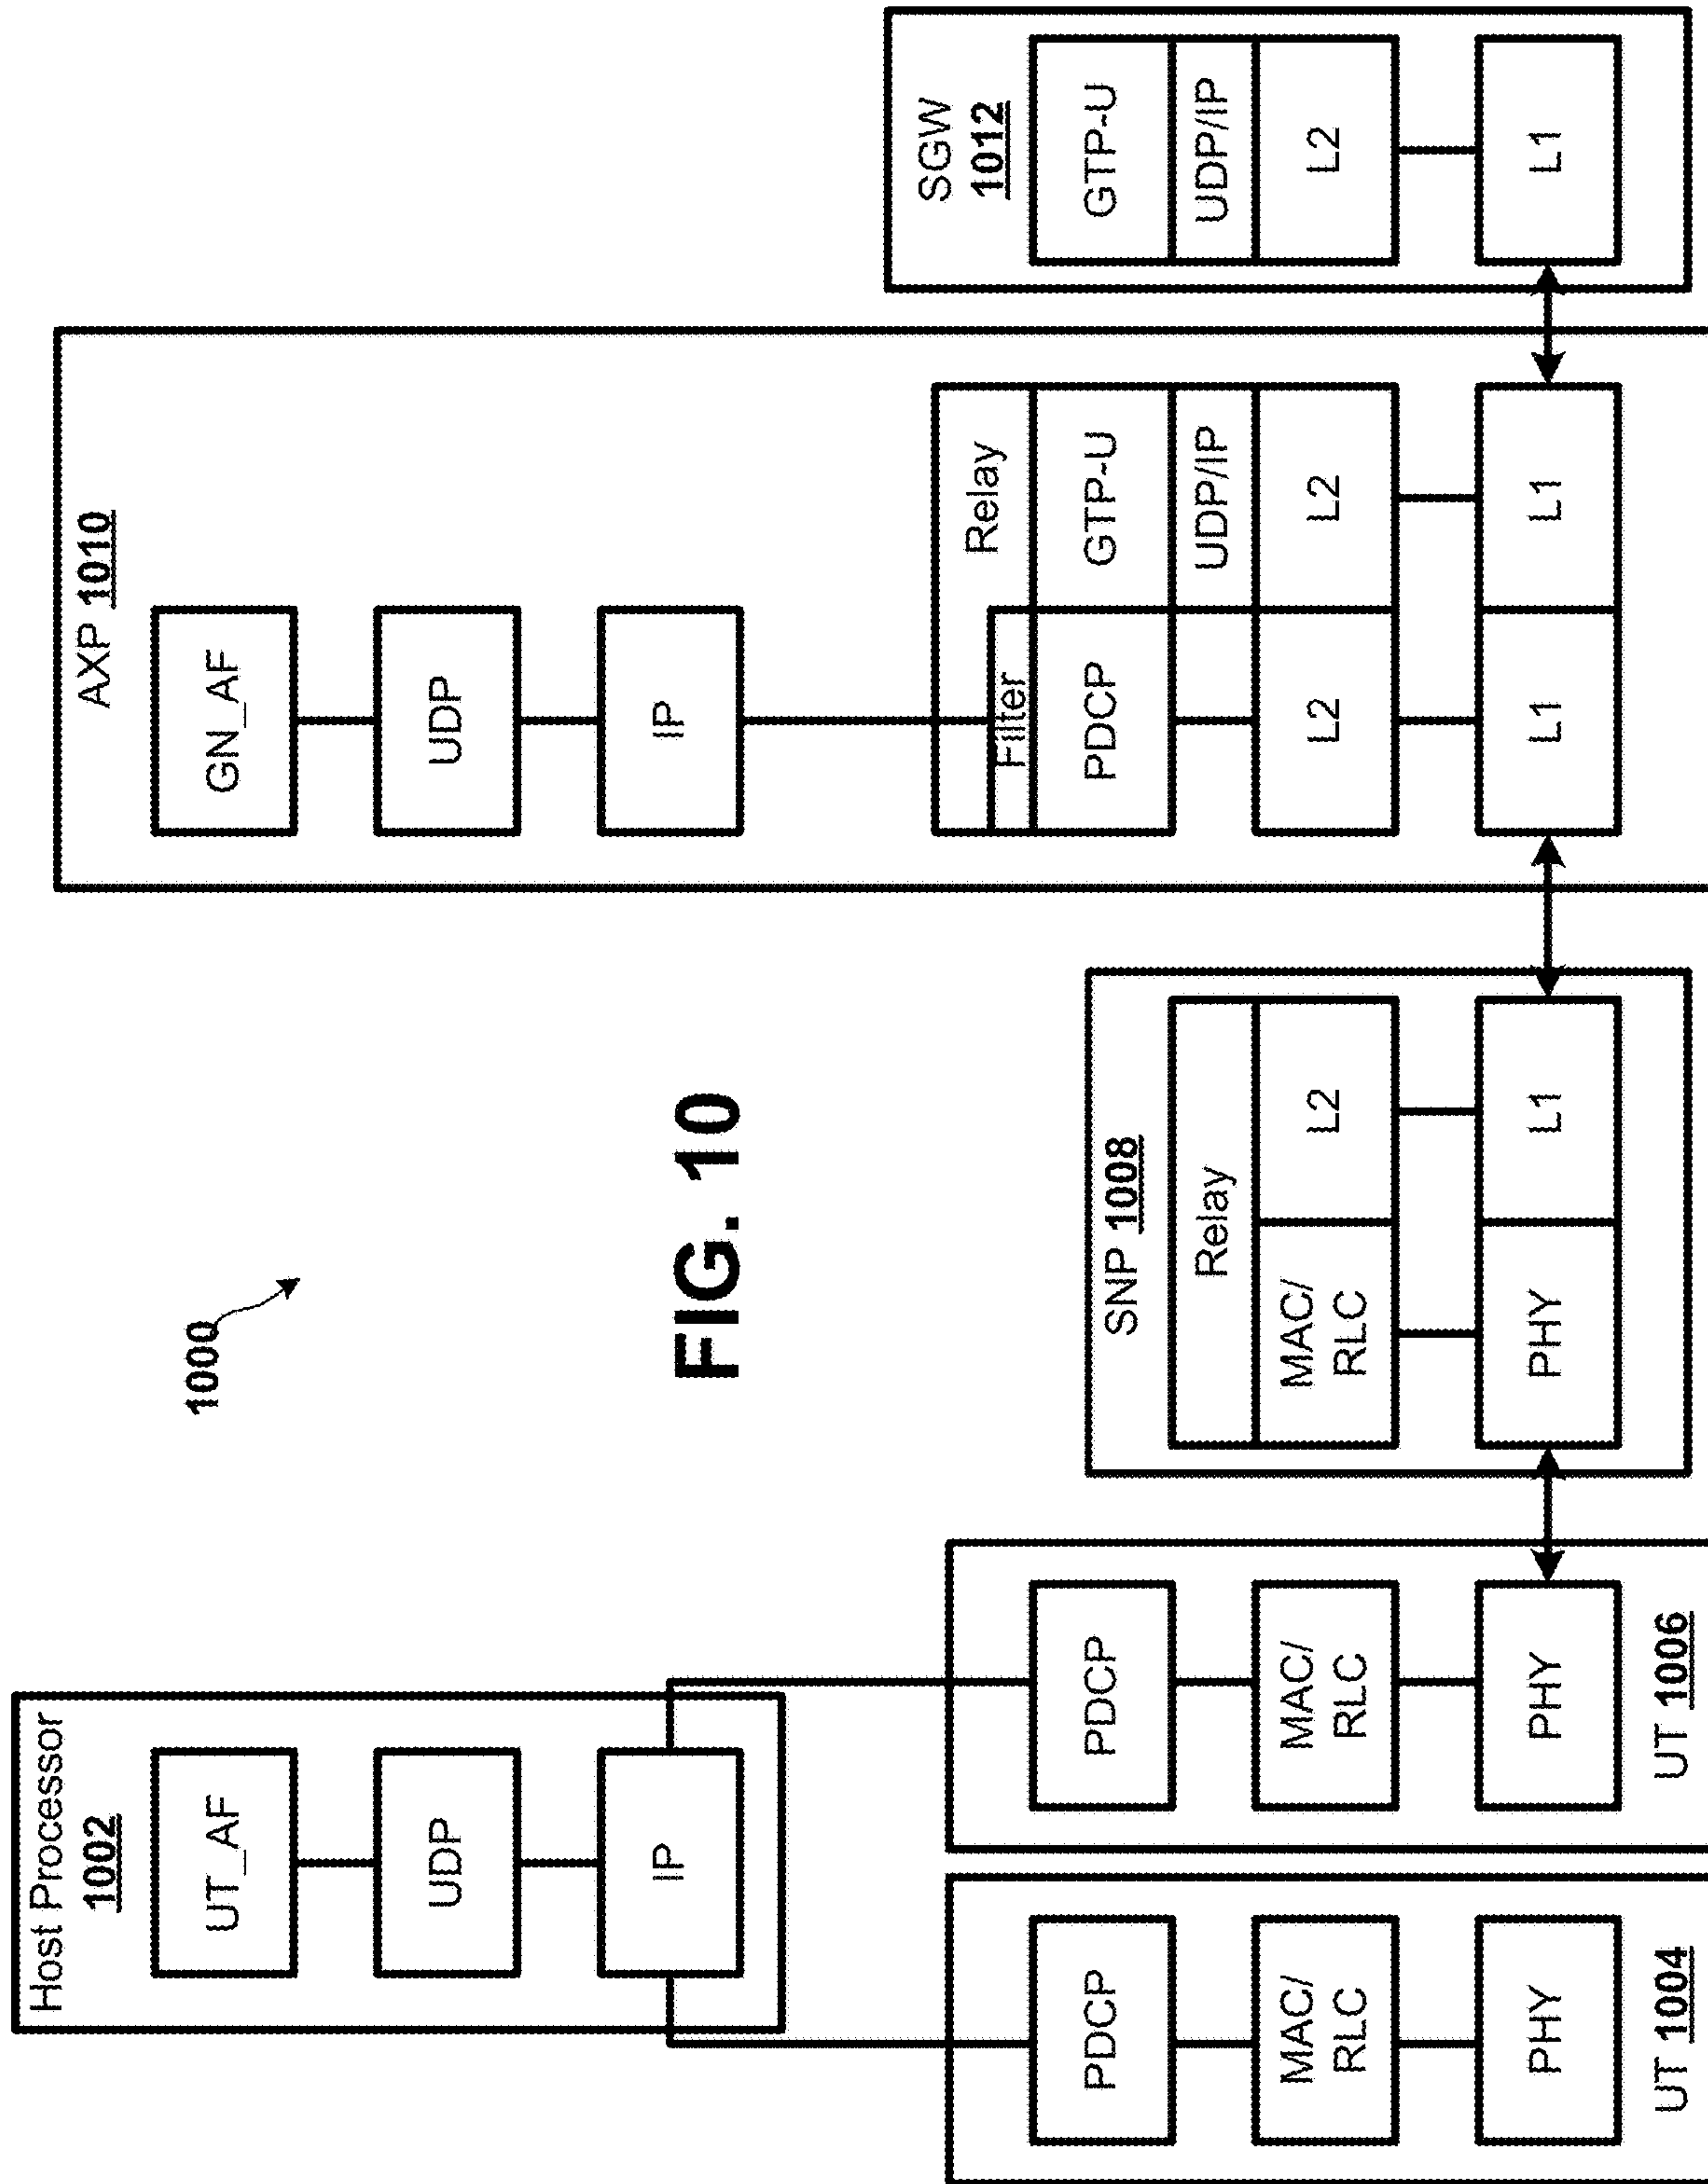 1000
Host Processor
1002
UT_AF
UDP
IP
PDCP
MAC/
RLC
PHY
UT 1004
PDCP
MAC/
RLC
PHY
UT 1006
SNP 1008
Relay
MAC/
RLC
L2
PHY
L1
AXP 1010
GN_AF
UDP
IP
Relay
Filter
PDCP
GTP-U
UDP/IP
L2
L2
L1
L1
SGW
1012
GTP-U
UDP/IP
L2
L1
FIG. 10